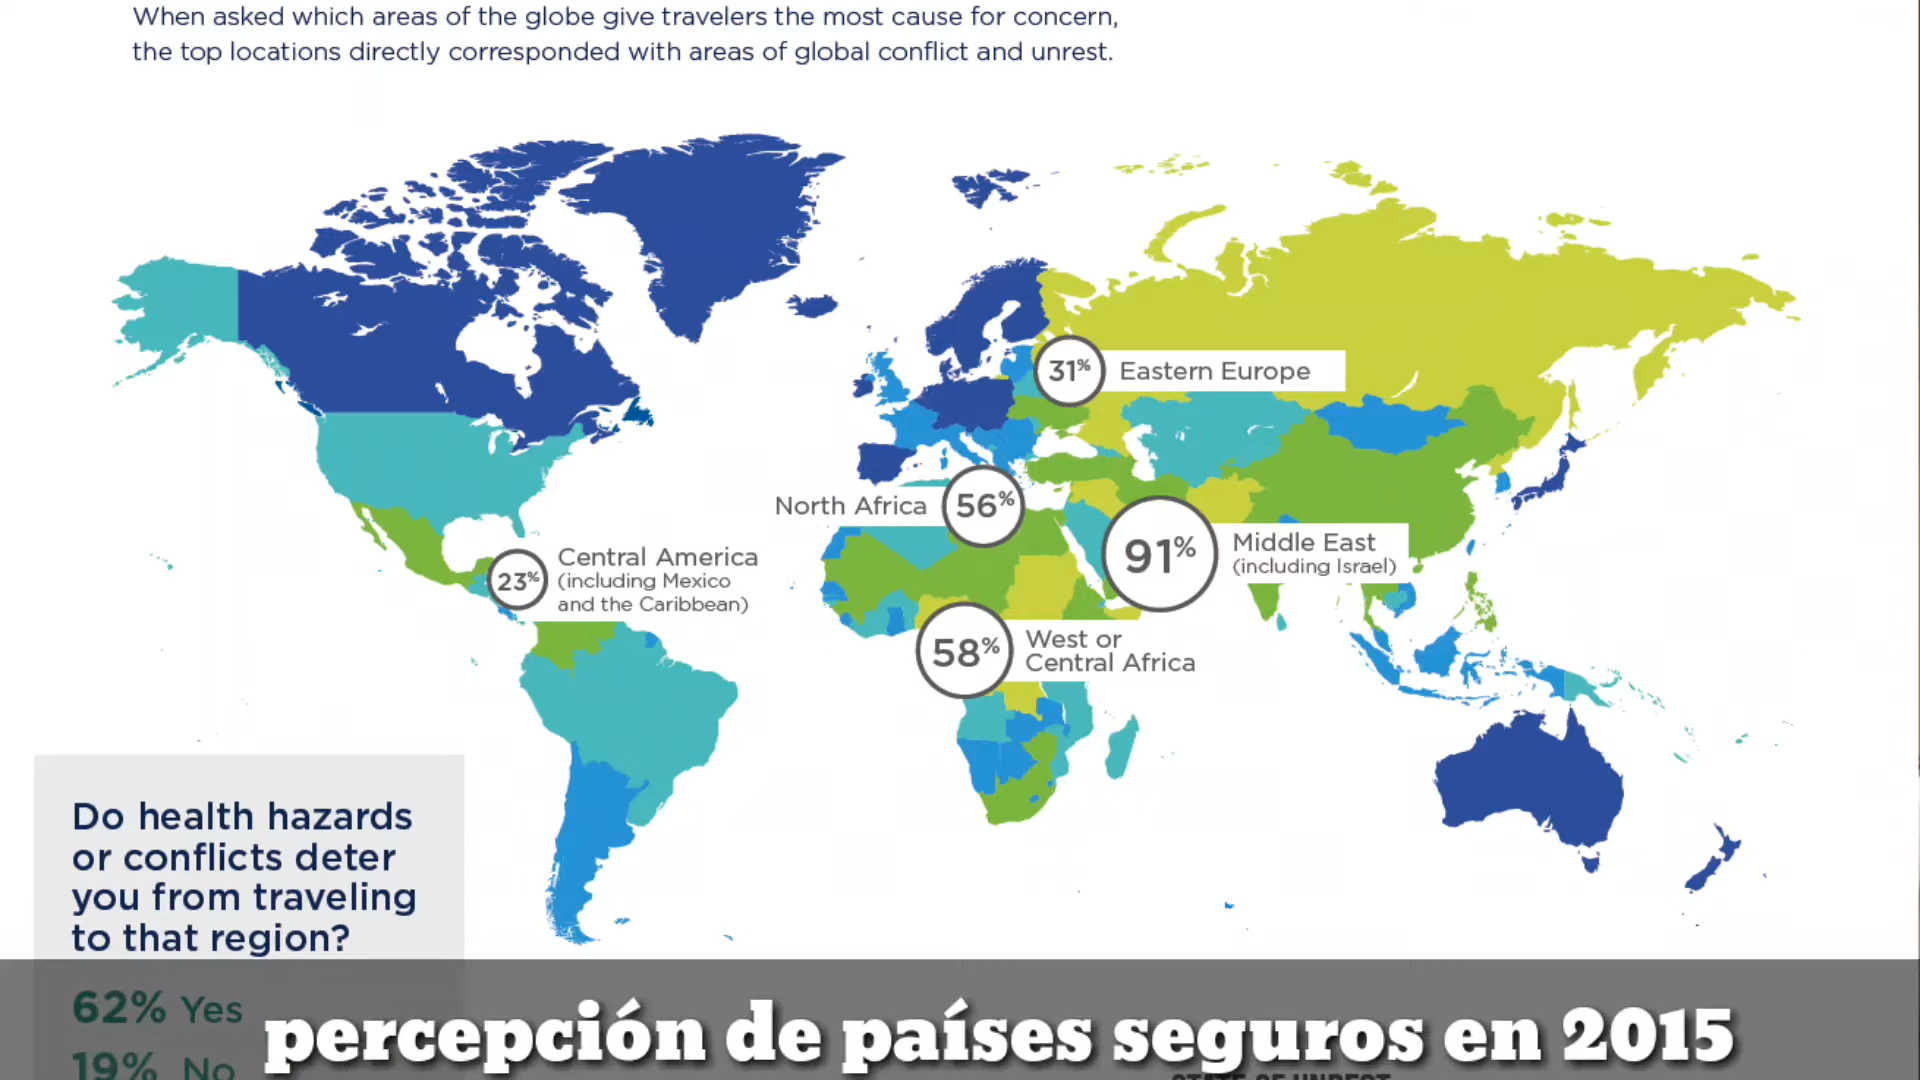 When asked which areas of the globe give travelers the most cause for concern,
the top locations directly corresponded with areas of global conflict and unrest.
31% Eastern Europe
North Africa 56%
91% Middle East
(including Israel)
23% Central America
(including Mexico
and the Caribbean)
58% West or
Central Africa
Do health hazards
or conflicts deter
you from traveling
to that region?
62% Yes
19% No
percepción de países seguros en 2015
STATE OF UNREST